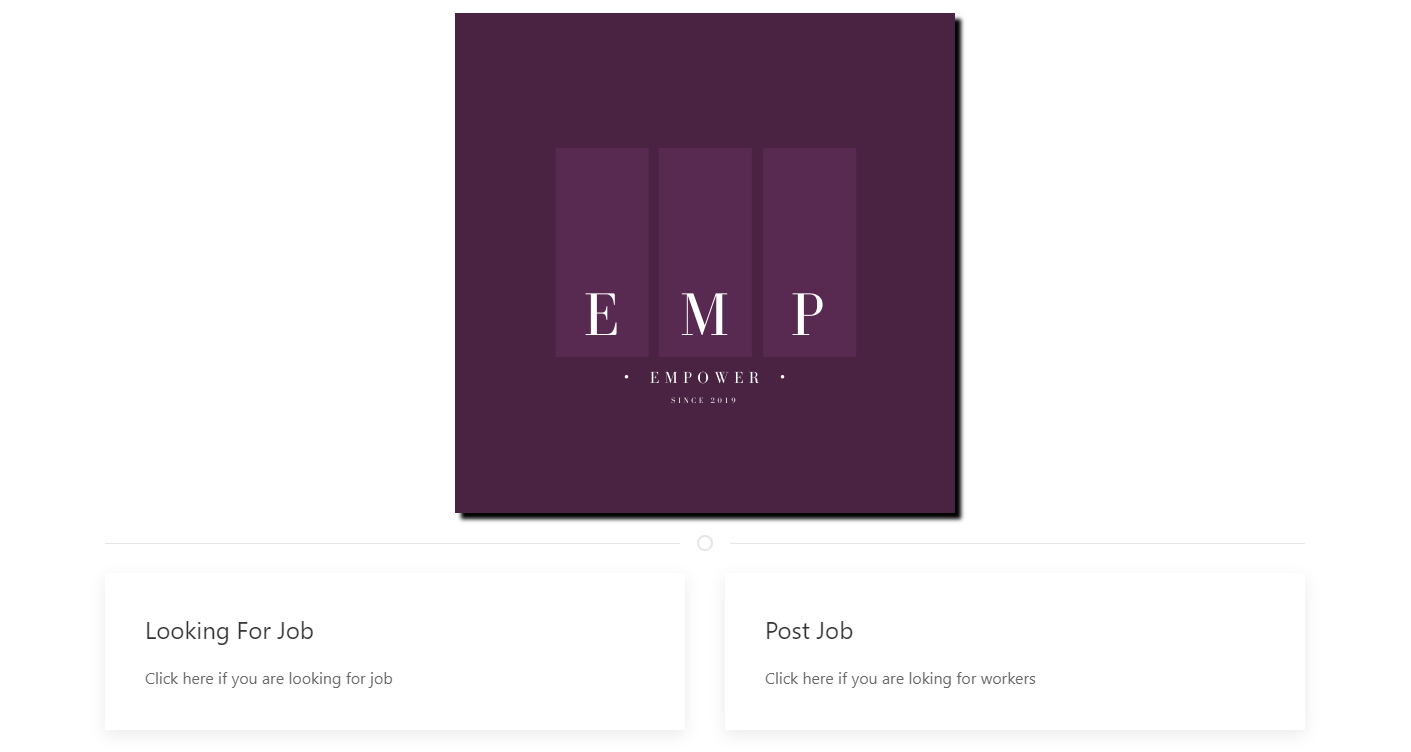 E M P
• EMPOWER •
SINCE 2019
Looking For Job
Click here if you are looking for job
Post Job
Click here if you are loking for workers